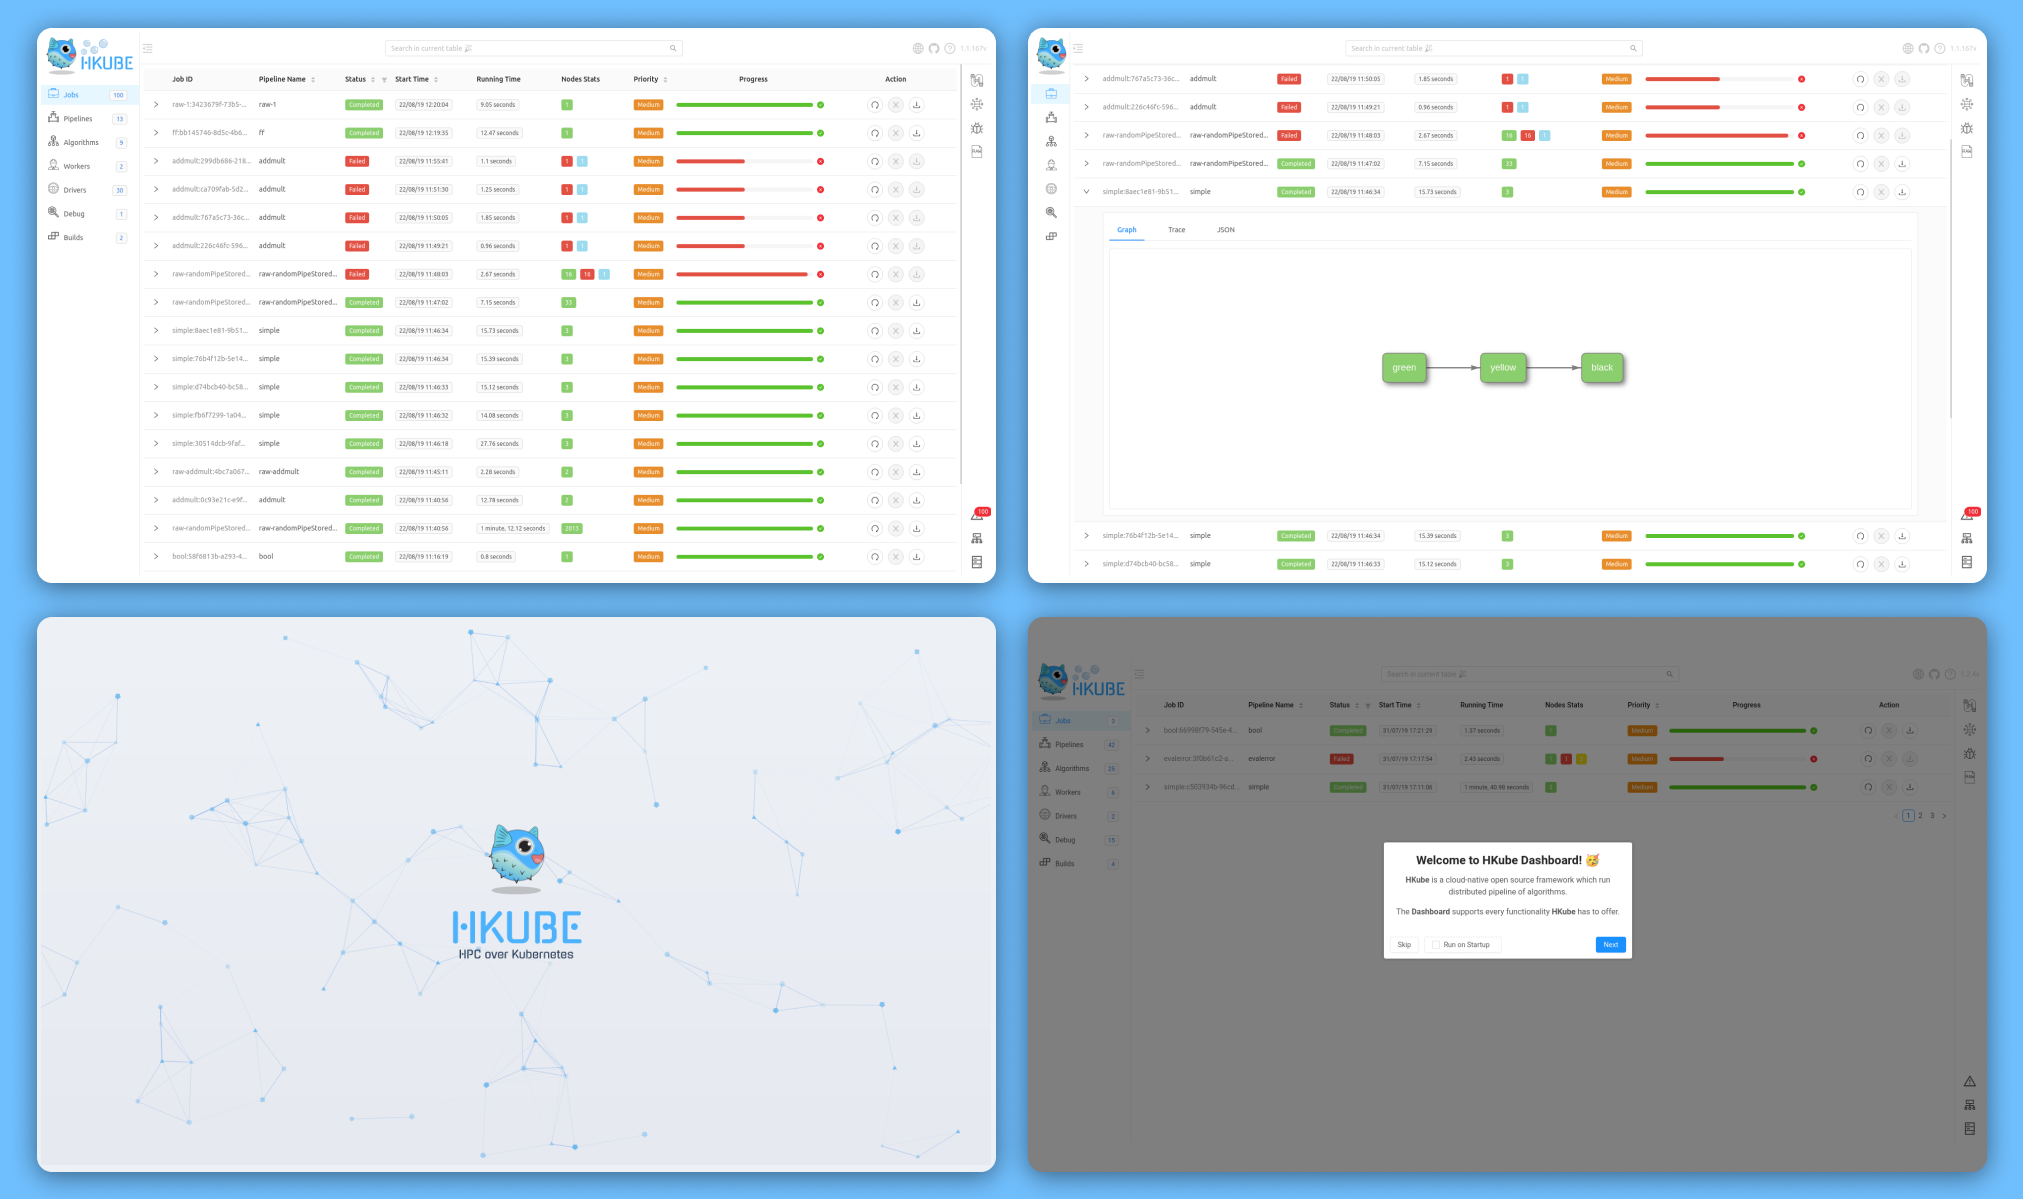 HKUBE
Search in current table
1.1.167v
Jobs 100
Pipelines 13
Algorithms 9
Workers 2
Drivers 30
Debug 1
Builds 2
Job ID Pipeline Name Status Start Time Running Time Nodes Stats Priority Progress Action
raw-1:3423679f-73b5-... raw-1 Completed 22/08/19 12:20:04 9.05 seconds 1 Medium
ff:bb145746-8d5c-4b6... ff Completed 22/08/19 12:19:35 12.47 seconds 1 Medium
addmult:299db686-218... addmult Failed 22/08/19 11:55:41 1.1 seconds 1 1 Medium
addmult:ca709fab-5d2... addmult Failed 22/08/19 11:51:30 1.25 seconds 1 1 Medium
addmult:767a5c73-36c... addmult Failed 22/08/19 11:50:05 1.85 seconds 1 1 Medium
addmult:226c46fc-596... addmult Failed 22/08/19 11:49:21 0.96 seconds 1 1 Medium
raw-randomPipeStored... raw-randomPipeStored... Failed 22/08/19 11:48:03 2.67 seconds 16 16 1 Medium
raw-randomPipeStored... raw-randomPipeStored... Completed 22/08/19 11:47:02 7.15 seconds 33 Medium
simple:8aec1e81-9b51... simple Completed 22/08/19 11:46:34 15.73 seconds 3 Medium
simple:76b4f12b-5e14... simple Completed 22/08/19 11:46:34 15.39 seconds 3 Medium
simple:d74bcb40-bc58... simple Completed 22/08/19 11:46:33 15.12 seconds 3 Medium
simple:fb6f7299-1a04... simple Completed 22/08/19 11:46:32 14.08 seconds 3 Medium
simple:30514dcb-9faf... simple Completed 22/08/19 11:46:18 27.76 seconds 3 Medium
raw-addmult:4bc7a067... raw-addmult Completed 22/08/19 11:45:11 2.28 seconds 2 Medium
addmult:0c93e21c-e9f... addmult Completed 22/08/19 11:40:56 12.78 seconds 2 Medium
raw-randomPipeStored... raw-randomPipeStored... Completed 22/08/19 11:40:56 1 minute, 12.12 seconds 2013 Medium
bool:58f6813b-a293-4... bool Completed 22/08/19 11:16:19 0.8 seconds 1 Medium
100
Search in current table
1.1.167v
addmult:767a5c73-36c... addmult Failed 22/08/19 11:50:05 1.85 seconds 1 1 Medium
addmult:226c46fc-596... addmult Failed 22/08/19 11:49:21 0.96 seconds 1 1 Medium
raw-randomPipeStored... raw-randomPipeStored... Failed 22/08/19 11:48:03 2.67 seconds 16 16 1 Medium
raw-randomPipeStored... raw-randomPipeStored... Completed 22/08/19 11:47:02 7.15 seconds 33 Medium
simple:8aec1e81-9b51... simple Completed 22/08/19 11:46:34 15.73 seconds 3 Medium
Graph Trace JSON
green yellow black
simple:76b4f12b-5e14... simple Completed 22/08/19 11:46:34 15.39 seconds 3 Medium
simple:d74bcb40-bc58... simple Completed 22/08/19 11:46:33 15.12 seconds 3 Medium
100
HKUBE
HPC over Kubernetes
HKUBE
Search in current table
Jobs 3
Pipelines 42
Algorithms 35
Workers 6
Drivers 2
Debug 15
Builds 4
Job ID Pipeline Name Status Start Time Running Time Nodes Stats Priority Progress Action
bool:66998f79-545e-4... bool Completed 31/07/19 17:21:28 1.37 seconds 1 Medium
evalerror:3f0b61c2-a... evalerror Failed 31/07/19 17:17:54 2.43 seconds 1 1 Medium
simple:c503934b-96cd... simple Completed 31/07/19 17:11:06 1 minute, 40.98 seconds 3 Medium
1 2 3
Welcome to HKube Dashboard!
HKube is a cloud-native open source framework which run
distributed pipeline of algorithms.
The Dashboard supports every functionality HKube has to offer.
Skip Run on Startup Next